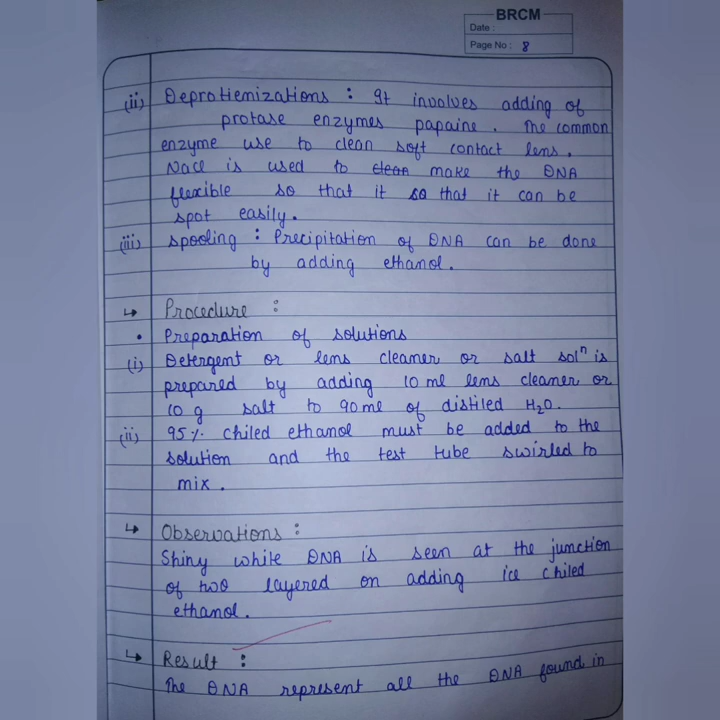 BRCM
Date :
Page No : 8
(ii) Deprotiemizations : It involves adding of
protase enzymes papaine. The common
enzyme use to clean soft contact lens.
Nacl is used to clean make the DNA
flexible so that it so that it can be
spot easily.
(iii) Spooling : Precipitation of DNA can be done
by adding ethanol.
↳ Procedure :
• Preparation of solutions
(i) Detergent or lens cleaner or salt solⁿ is
prepared by adding 10 ml lens cleaner or
10 g salt to 90 ml of distiled H₂O.
(ii) 95% chiled ethanol must be added to the
solution and the test tube swirled to
mix.
↳ Observations :
Shiny white DNA is seen at the junction
of two layered on adding ice chiled
ethanol.
↳ Result :
The DNA represent all the DNA found in